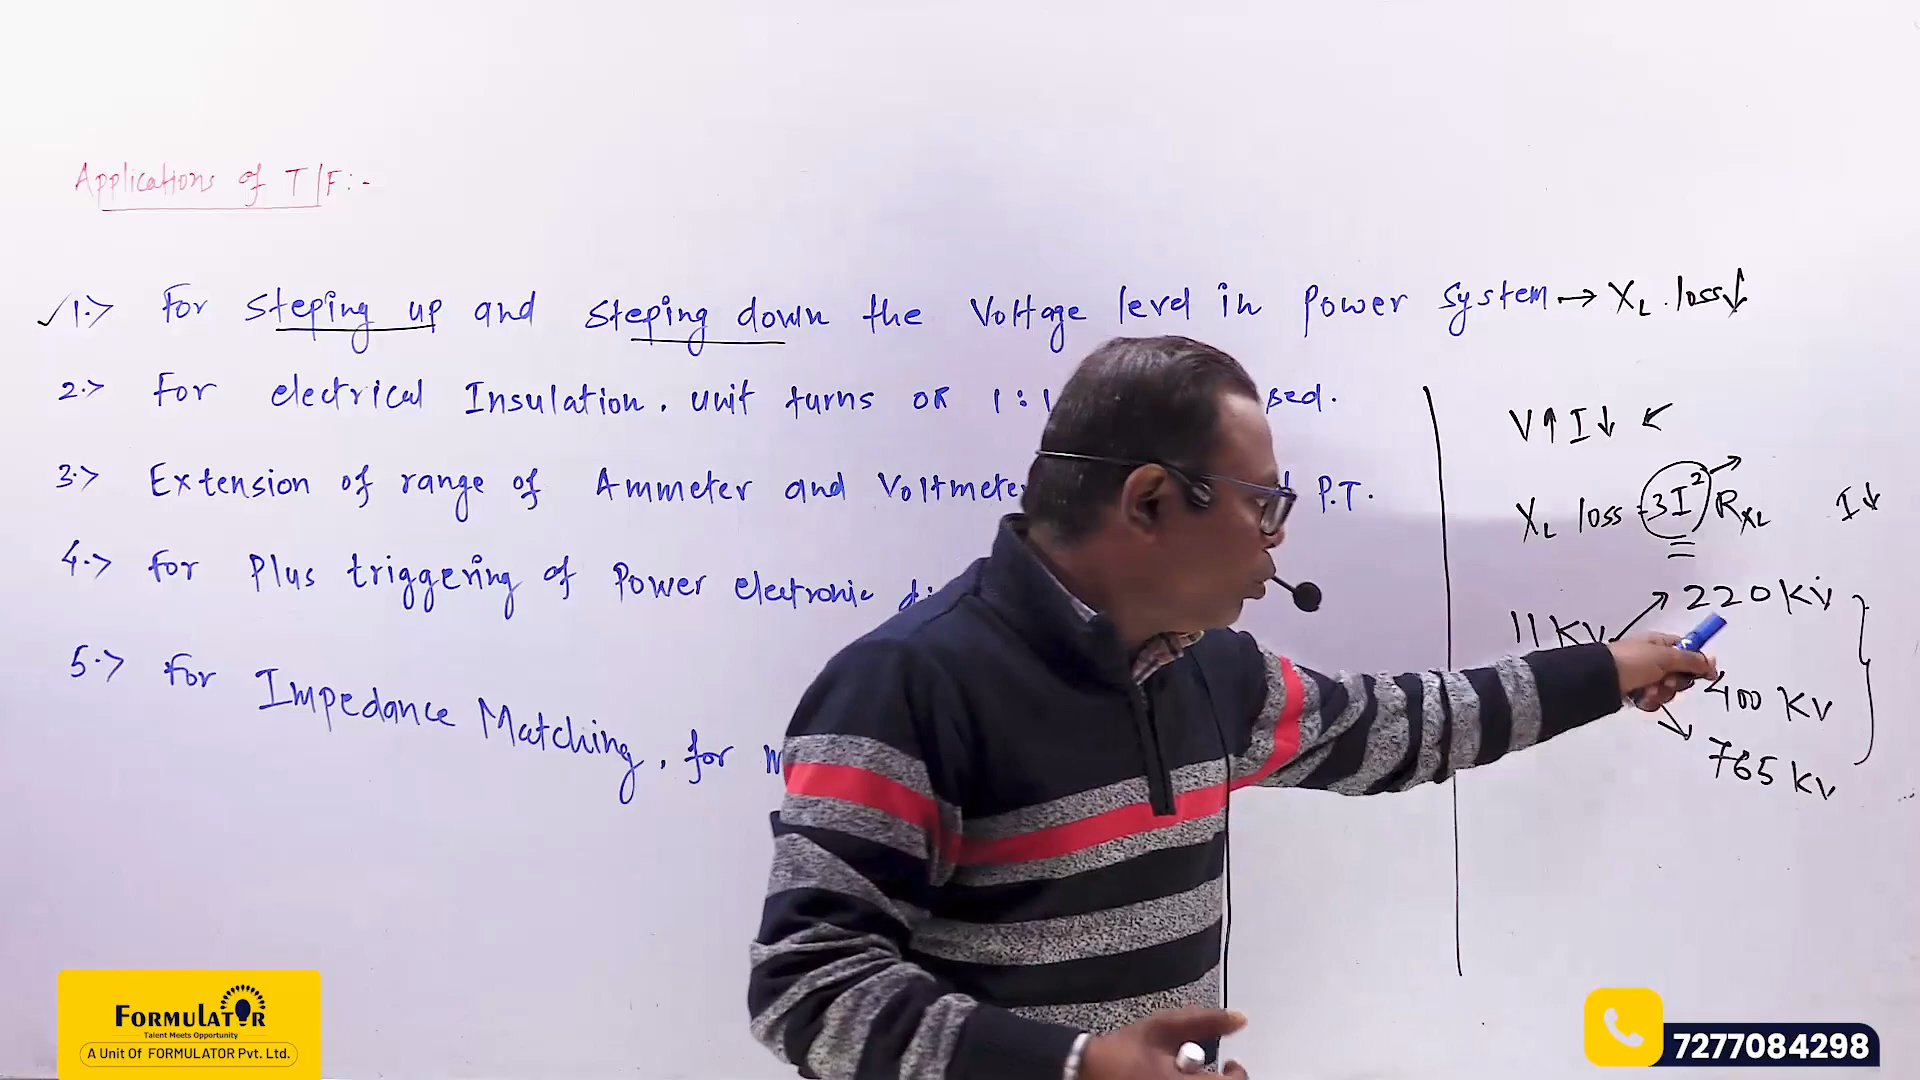 Applications of T/F:-
1.> For Steping up and steping down the Voltage level in Power System → XL loss↓
2.> For electrical Insulation. unit turns OR 1:1
3.> Extension of range of Ammeter and Voltmeter P.T.
4.> For Plus triggering of Power electronic
5.> For Impedance Matching, for
V↑ I↓
XL loss = 3I² RXL I↓
11 KV → 220 KV
400 KV
765 KV
FORMULATOR
Talent Meets Opportunity
A Unit Of FORMULATOR Pvt. Ltd.
7277084298